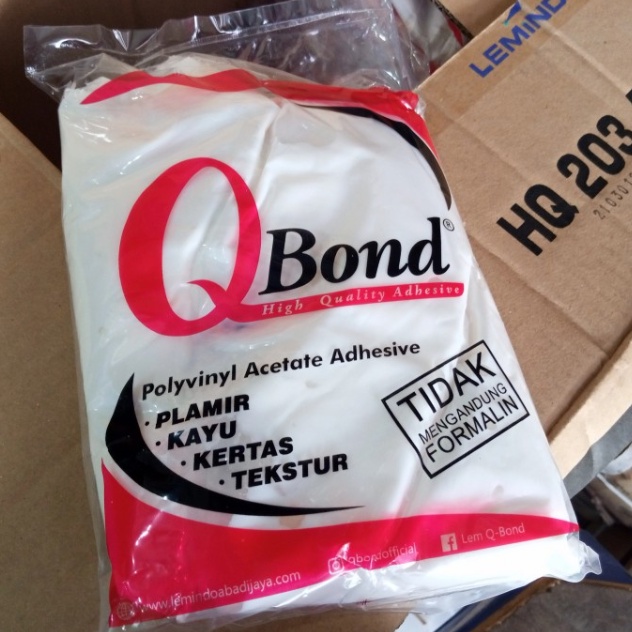 LEMINDO
HQ 203
QBond®
High Quality Adhesive
Polyvinyl Acetate Adhesive
· PLAMIR
· KAYU
· KERTAS
· TEKSTUR
TIDAK
MENGANDUNG
FORMALIN
qbondofficial
Lem Q-Bond
www.lemindoabadijaya.com